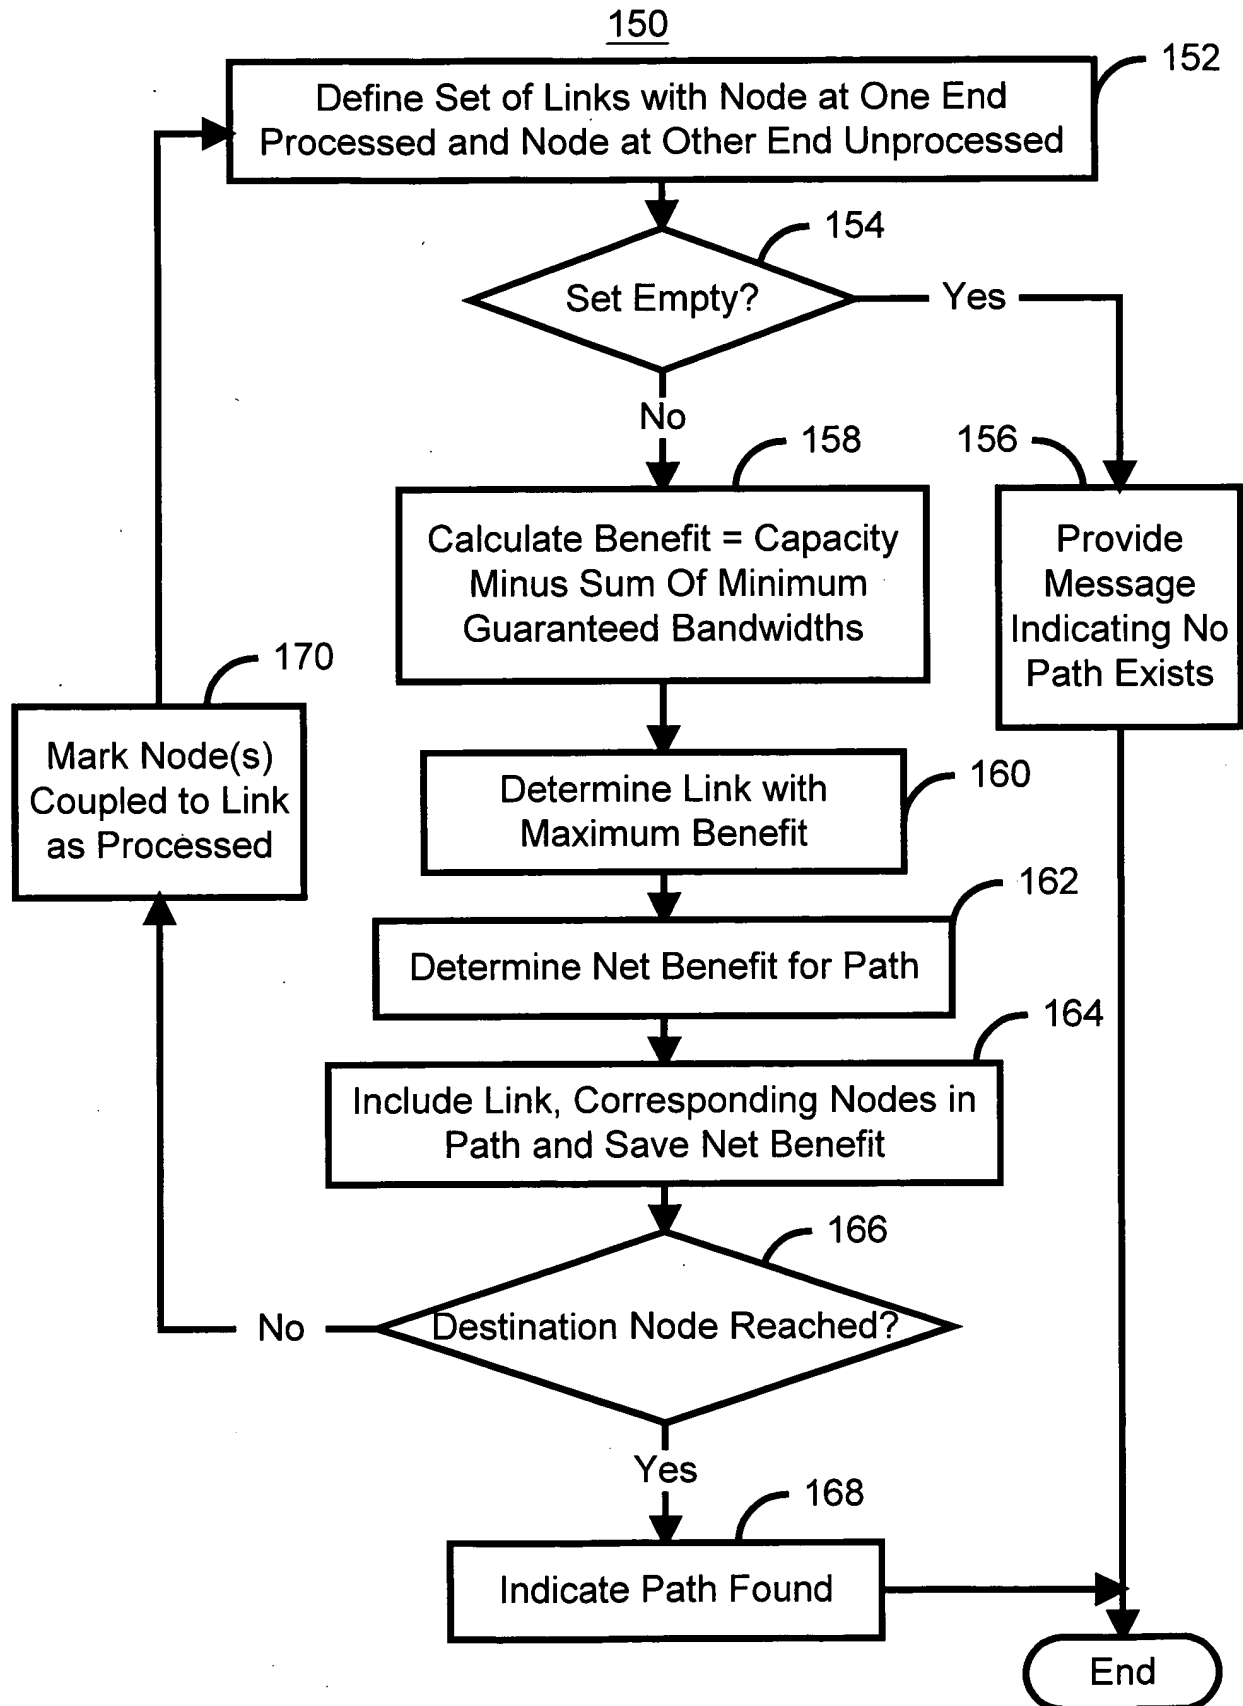 150
152
Define Set of Links with Node at One End
Processed and Node at Other End Unprocessed
154
Set Empty?
Yes
No
158
156
Calculate Benefit = Capacity
Minus Sum Of Minimum
Guaranteed Bandwidths
Provide
Message
Indicating No
Path Exists
170
Mark Node(s)
Coupled to Link
as Processed
160
Determine Link with
Maximum Benefit
162
Determine Net Benefit for Path
164
Include Link, Corresponding Nodes in
Path and Save Net Benefit
166
Destination Node Reached?
No
Yes
168
Indicate Path Found
End